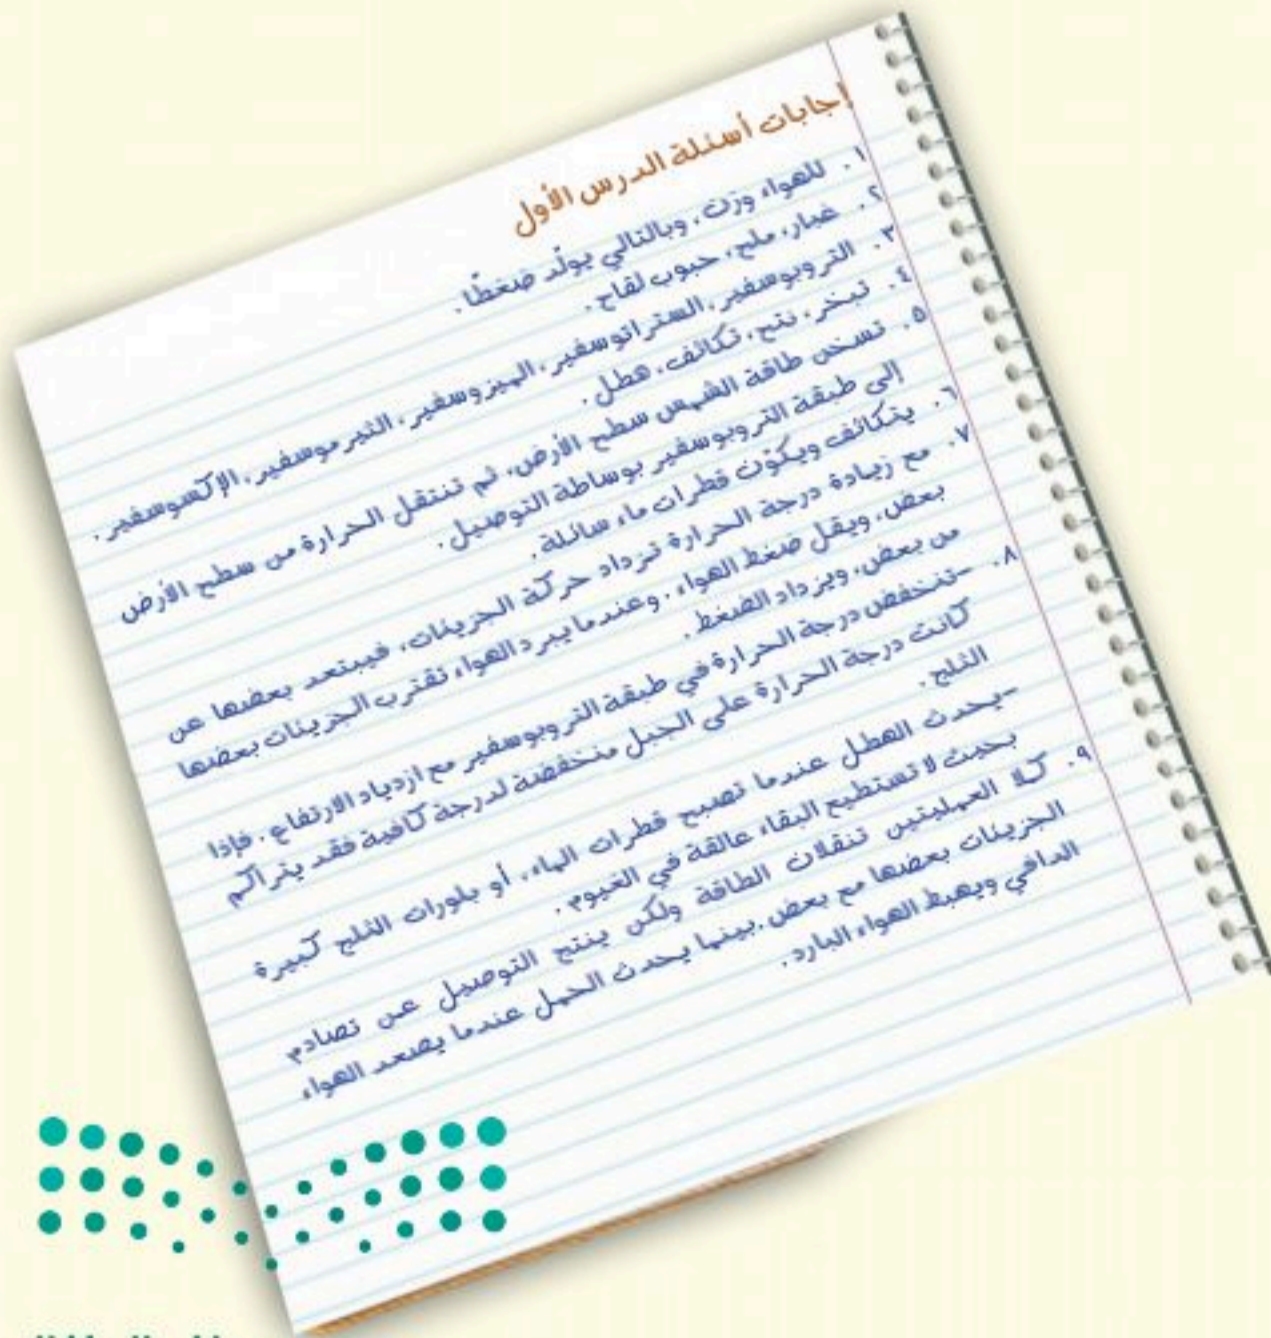 إجابات أسئلة الدرس الأول
١. للهواء وزن، وبالتالي يولّد ضغطًا.
٢. غبار، ملح، حبوب لقاح.
٣. التروبوسفير، الستراتوسفير، الميزوسفير، الثيرموسفير، الإكسوسفير.
٤. تبخر، نتح، تكاثف، هطل.
٥. تسخن طاقة الشمس سطح الأرض، ثم تنتقل الحرارة من سطح الأرض
إلى طبقة التروبوسفير بوساطة التوصيل.
٦. يتكاثف ويكوّن قطرات ماء سائلة.
٧. مع زيادة درجة الحرارة تزداد حركة الجزيئات، فيبتعد بعضها عن
بعض، ويقل ضغط الهواء، وعندما يبرد الهواء تقترب الجزيئات بعضها
من بعض، ويزداد الضغط.
٨. -تنخفض درجة الحرارة في طبقة التروبوسفير مع ازدياد الارتفاع. فإذا
كانت درجة الحرارة على الجبل منخفضة لدرجة كافية فقد يتراكم
الثلج.
-يحدث الهطل عندما تصبح قطرات الماء، أو بلورات الثلج كبيرة
بحيث لا تستطيع البقاء عالقة في الغيوم.
٩. كلا العمليتين تنقلان الطاقة ولكن ينتج التوصيل عن تصادم
الجزيئات بعضها مع بعض، بينما يحدث الحمل عندما يصعد الهواء
الدافي ويهبط الهواء البارد.